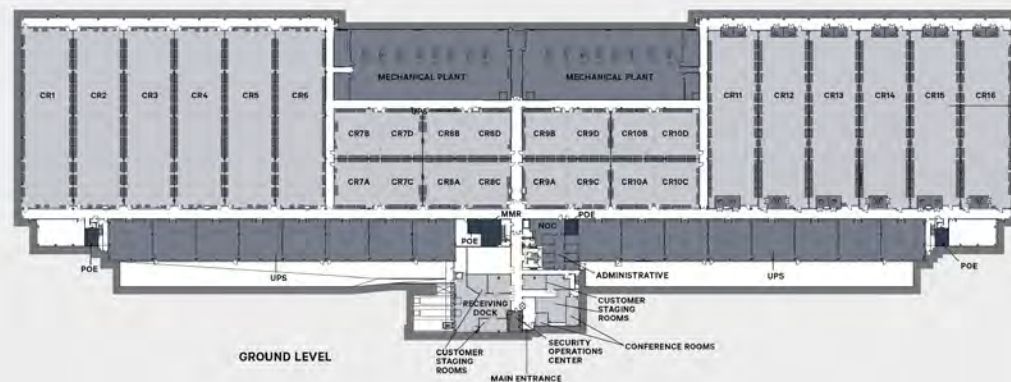 MECHANICAL PLANT
MECHANICAL PLANT
CR1
CR2
CR3
CR4
CR5
CR6
CR11
CR12
CR13
CR14
CR15
CR16
CR7B
CR7D
CR8B
CR8D
CR9B
CR9D
CR10B
CR10D
CR7A
CR7C
CR8A
CR8C
CR9A
CR9C
CR10A
CR10C
MMR
POE
NOC
POE
POE
UPS
ADMINISTRATIVE
UPS
POE
RECEIVING
DOCK
CUSTOMER
STAGING
ROOMS
CUSTOMER
STAGING
ROOMS
SECURITY
OPERATIONS
CENTER
CONFERENCE ROOMS
GROUND LEVEL
MAIN ENTRANCE